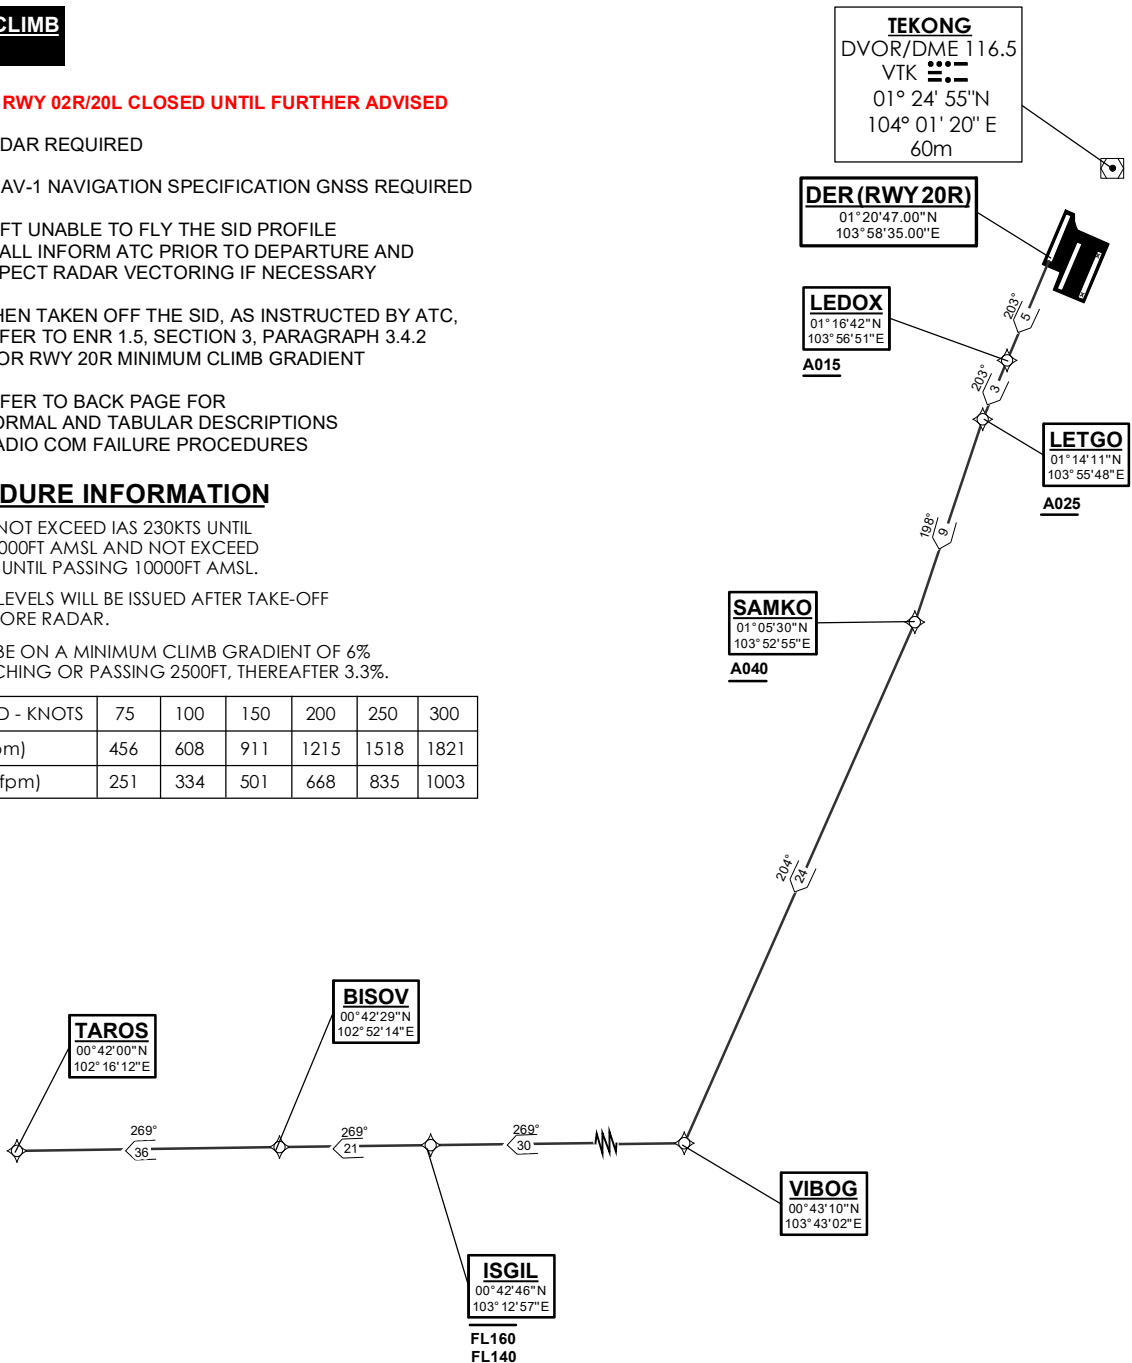 CLIMB
RWY 02R/20L CLOSED UNTIL FURTHER ADVISED
DAR REQUIRED
AV-1 NAVIGATION SPECIFICATION GNSS REQUIRED
FT UNABLE TO FLY THE SID PROFILE
ALL INFORM ATC PRIOR TO DEPARTURE AND
PECT RADAR VECTORING IF NECESSARY
HEN TAKEN OFF THE SID, AS INSTRUCTED BY ATC,
FER TO ENR 1.5, SECTION 3, PARAGRAPH 3.4.2
OR RWY 20R MINIMUM CLIMB GRADIENT
FER TO BACK PAGE FOR
ORMAL AND TABULAR DESCRIPTIONS
ADIO COM FAILURE PROCEDURES
DURE INFORMATION
NOT EXCEED IAS 230KTS UNTIL
000FT AMSL AND NOT EXCEED
UNTIL PASSING 10000FT AMSL.
LEVELS WILL BE ISSUED AFTER TAKE-OFF
ORE RADAR.
BE ON A MINIMUM CLIMB GRADIENT OF 6%
CHING OR PASSING 2500FT, THEREAFTER 3.3%.
D - KNOTS 75 100 150 200 250 300
om) 456 608 911 1215 1518 1821
fpm) 251 334 501 668 835 1003
TEKONG
DVOR/DME 116.5
VTK
01° 24' 55"N
104° 01' 20" E
60m
DER (RWY 20R)
01°20'47.00"N
103°58'35.00"E
203°
5
LEDOX
01°16'42"N
103°56'51"E
A015
203°
3
LETGO
01°14'11"N
103°55'48"E
A025
198°
9
SAMKO
01°05'30"N
103°52'55"E
A040
204°
24
VIBOG
00°43'10"N
103°43'02"E
269°
30
ISGIL
00°42'46"N
103°12'57"E
FL160
FL140
269°
21
BISOV
00°42'29"N
102°52'14"E
269°
36
TAROS
00°42'00"N
102°16'12"E